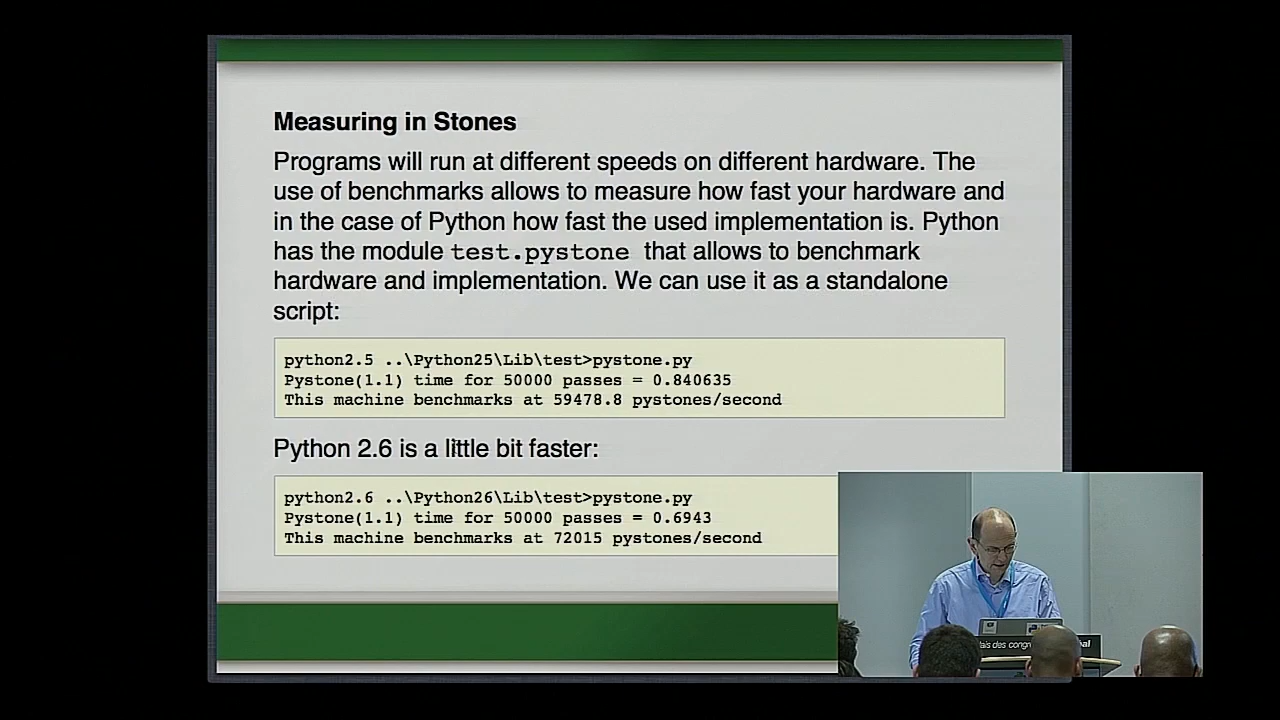 Measuring in Stones
Programs will run at different speeds on different hardware. The
use of benchmarks allows to measure how fast your hardware and
in the case of Python how fast the used implementation is. Python
has the module test.pystone that allows to benchmark
hardware and implementation. We can use it as a standalone
script:
python2.5 ..\Python25\Lib\test>pystone.py
Pystone(1.1) time for 50000 passes = 0.840635
This machine benchmarks at 59478.8 pystones/second
Python 2.6 is a little bit faster:
python2.6 ..\Python26\Lib\test>pystone.py
Pystone(1.1) time for 50000 passes = 0.6943
This machine benchmarks at 72015 pystones/second
des